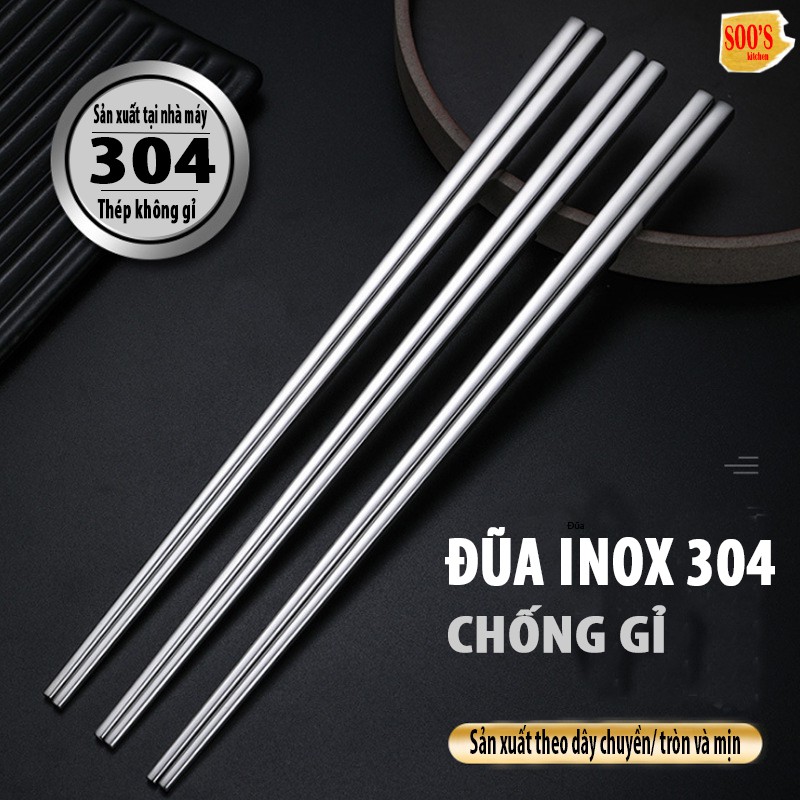 SOO'S
kitchen
Sản xuất tại nhà máy
304
Thép không gỉ
Đũa
ĐŨA INOX 304
CHỐNG GỈ
Sản xuất theo dây chuyền/ tròn và mịn